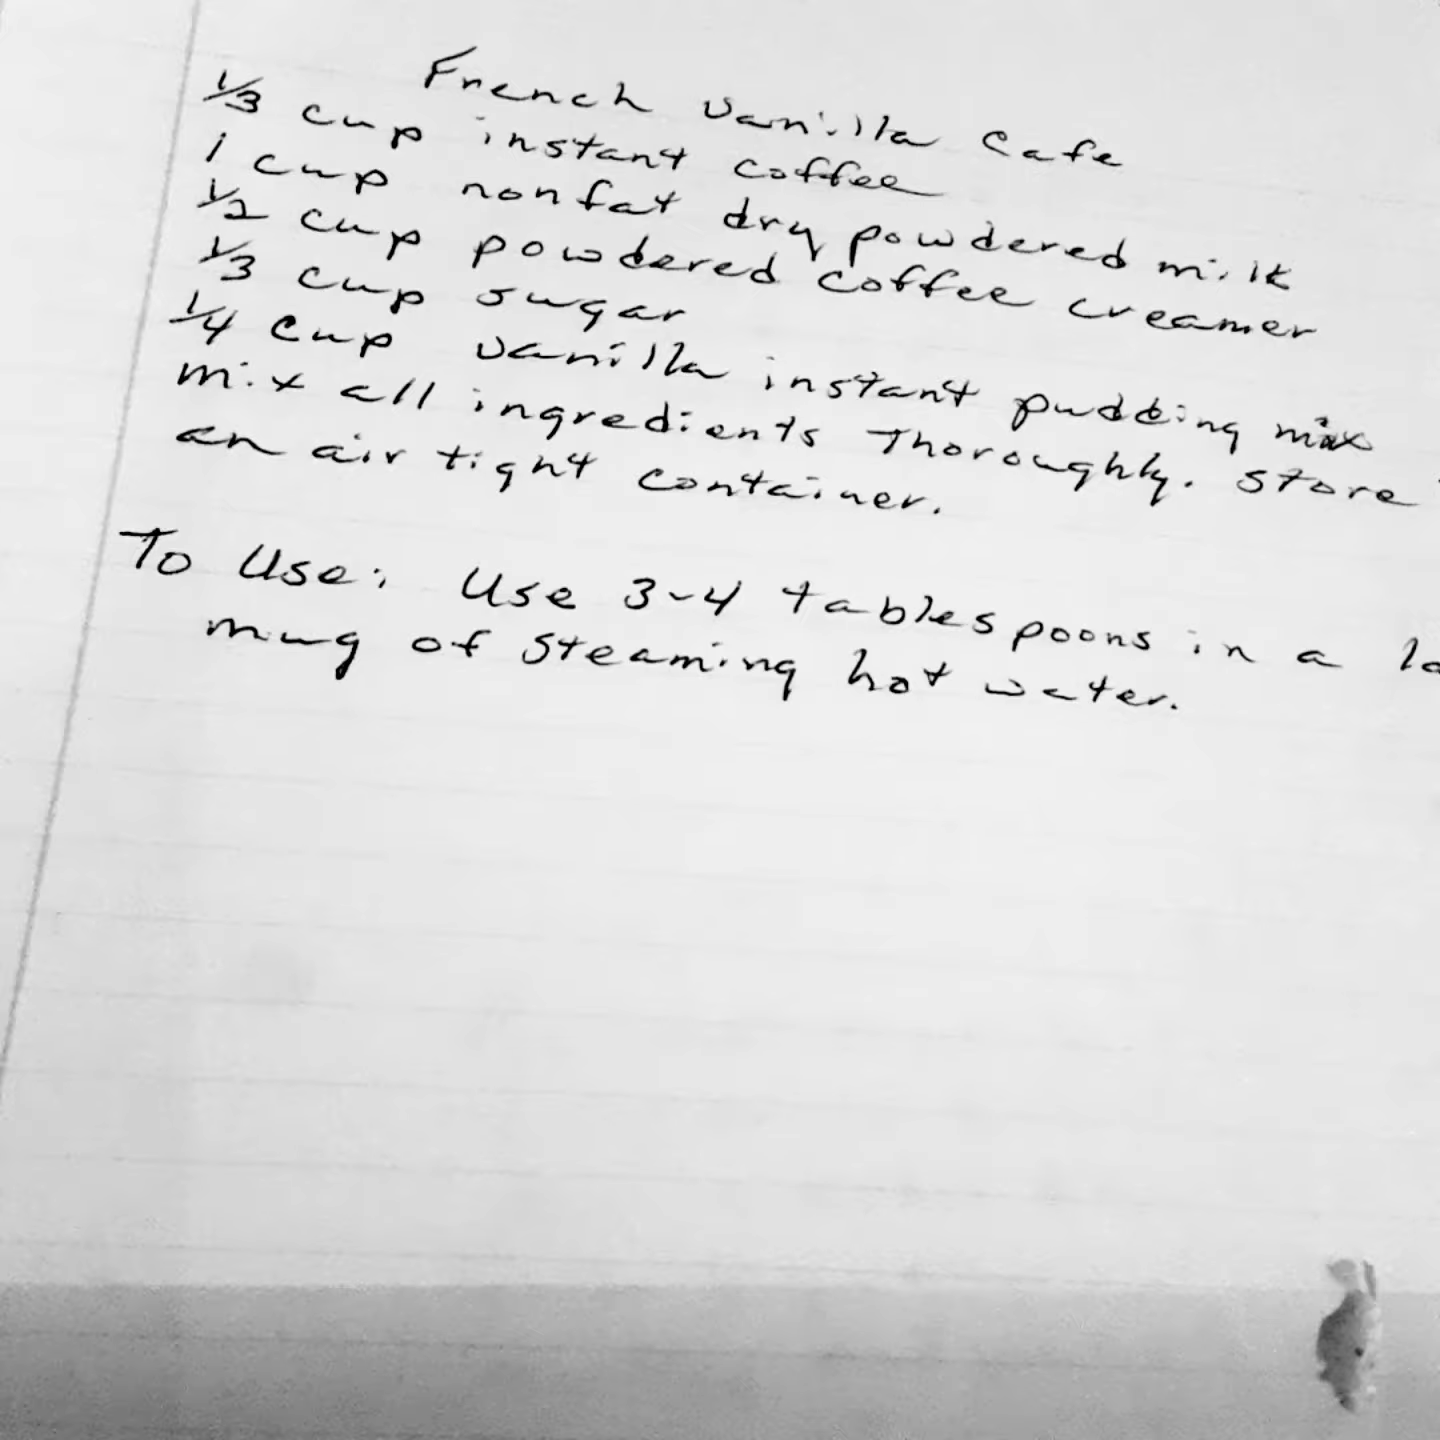 French Vanilla Cafe
1/3 cup instant coffee
1 cup nonfat dry powdered milk
1/2 cup powdered coffee creamer
1/3 cup sugar
1/4 cup vanilla instant pudding mix
Mix all ingredients Thoroughly. Store
an air tight container.
To Use: Use 3-4 tablespoons in a
mug of steaming hot water.